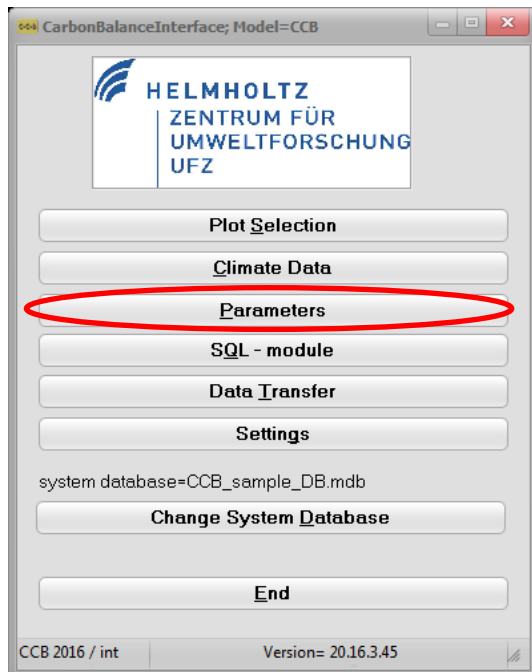 CarbonBalanceInterface; Model=CCB
HELMHOLTZ
ZENTRUM FÜR
UMWELTFORSCHUNG
UFZ
Plot Selection
Climate Data
Parameters
SQL - module
Data Transfer
Settings
system database=CCB_sample_DB.mdb
Change System Database
End
CCB 2016 / int Version= 20.16.3.45